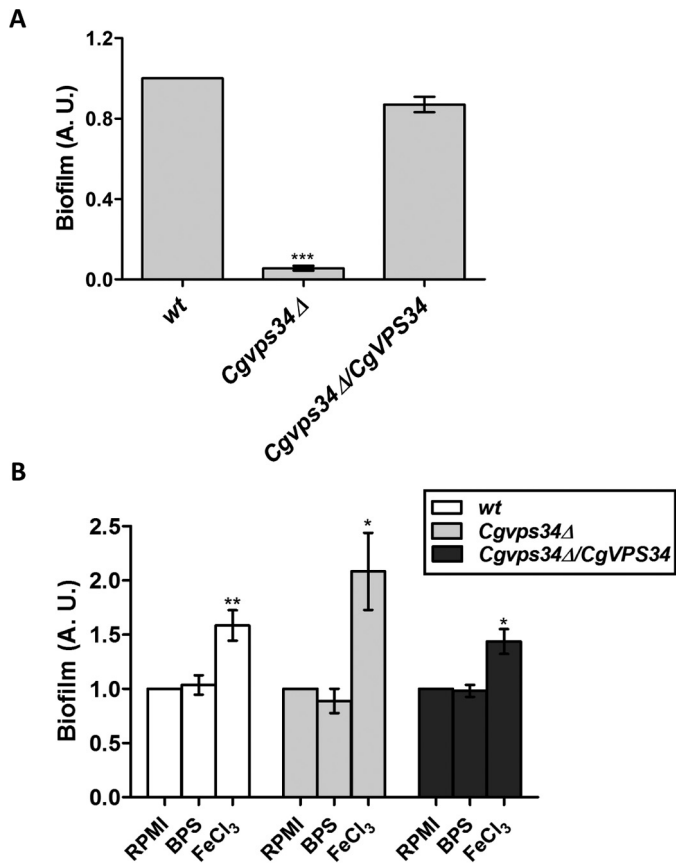 A
Biofilm (A. U.)
1.2
0.8
0.4
0.0
***
wt
Cgvps34Δ
Cgvps34Δ/CgVPS34
B
wt
Cgvps34Δ
Cgvps34Δ/CgVPS34
Biofilm (A. U.)
2.5
2.0
1.5
1.0
0.5
0.0
**
*
*
RPMI
BPS
FeCl₃
RPMI
BPS
FeCl₃
RPMI
BPS
FeCl₃